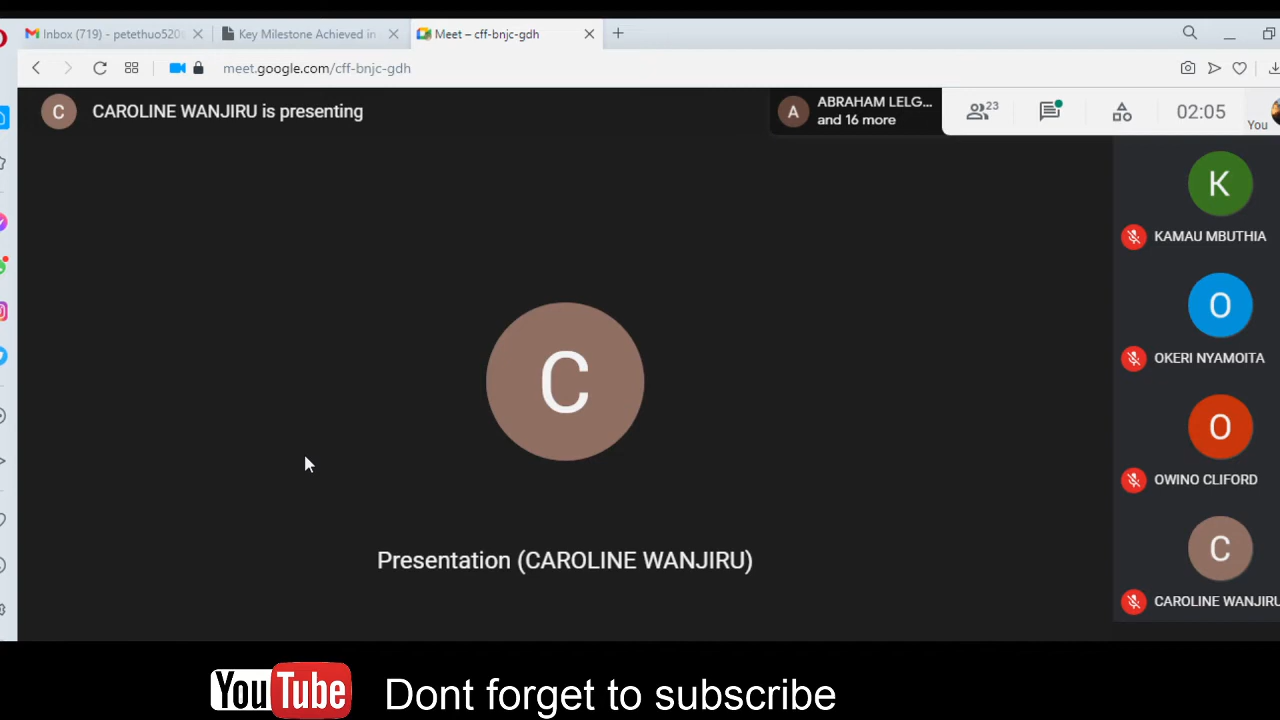 Inbox (719) - petethuo520
Key Milestone Achieved in
Meet – cff-bnjc-gdh
meet.google.com/cff-bnjc-gdh
C
CAROLINE WANJIRU is presenting
A
ABRAHAM LELG...
and 16 more
23
02:05
You
K
KAMAU MBUTHIA
O
OKERI NYAMOITA
O
OWINO CLIFORD
C
CAROLINE WANJIRU
C
Presentation (CAROLINE WANJIRU)
YouTube
Dont forget to subscribe